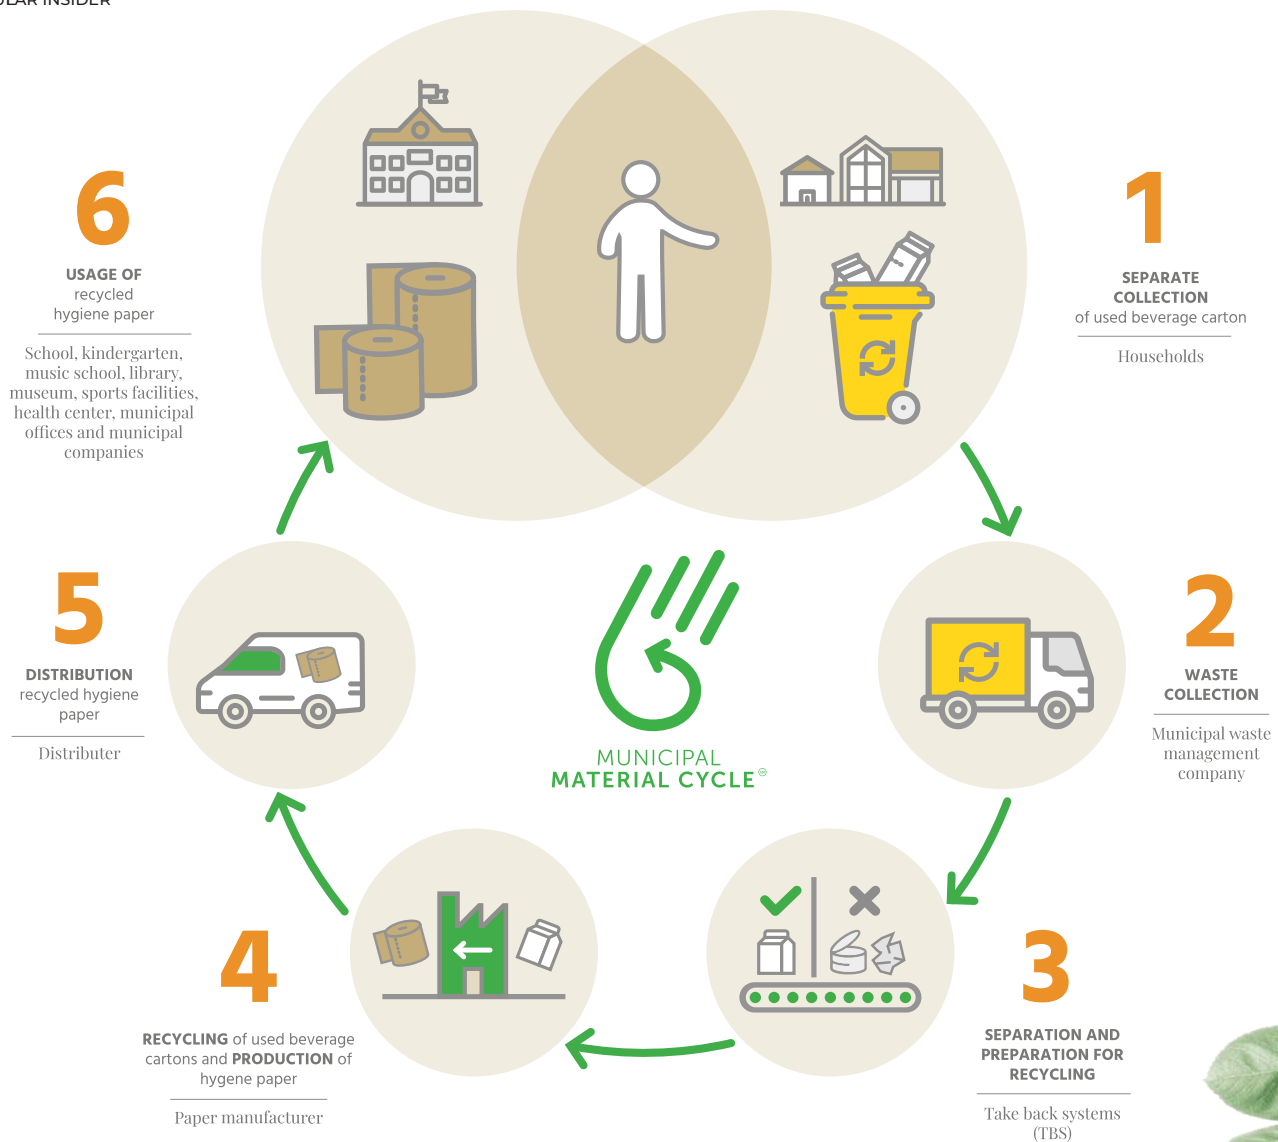 6
USAGE OF
recycled
hygiene paper
School, kindergarten,
music school, library,
museum, sports facilities,
health center, municipal
offices and municipal
companies
1
SEPARATE
COLLECTION
of used beverage carton
Households
5
DISTRIBUTION
recycled hygiene
paper
Distributer
MUNICIPAL
MATERIAL CYCLE
2
WASTE
COLLECTION
Municipal waste
management
company
4
RECYCLING of used beverage
cartons and PRODUCTION of
hygene paper
Paper manufacturer
3
SEPARATION AND
PREPARATION FOR
RECYCLING
Take back systems
(TBS)